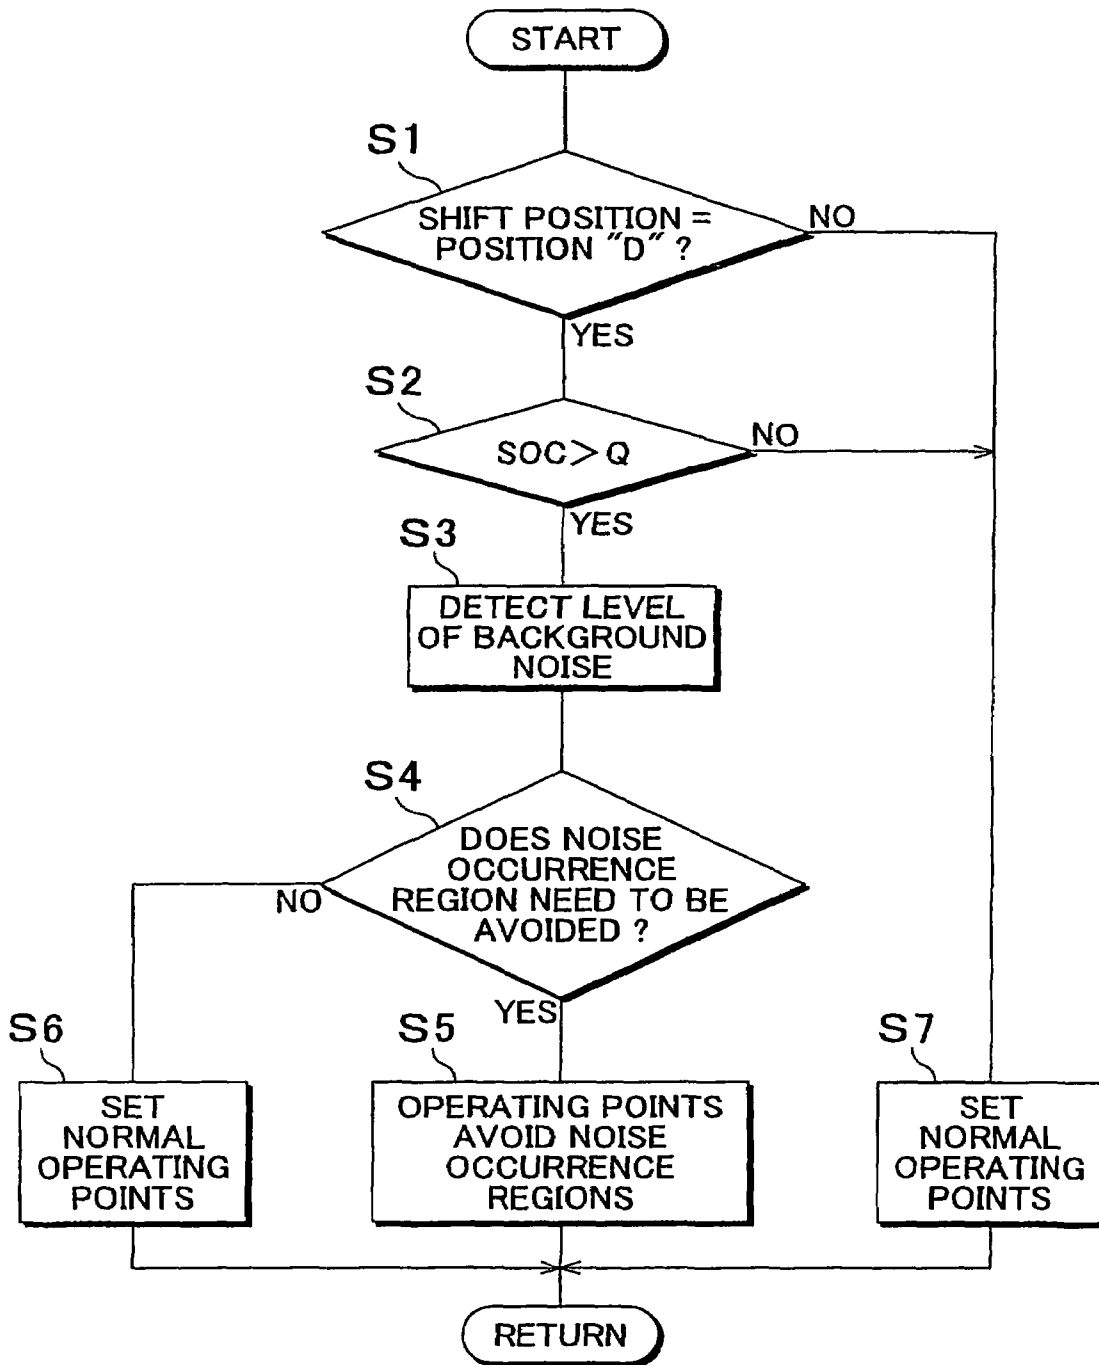 START
S1
SHIFT POSITION =
POSITION "D" ?
NO
YES
S2
SOC > Q
NO
YES
S3
DETECT LEVEL
OF BACKGROUND
NOISE
S4
DOES NOISE
OCCURRENCE
REGION NEED TO BE
AVOIDED ?
NO
YES
S6
SET
NORMAL
OPERATING
POINTS
S5
OPERATING POINTS
AVOID NOISE
OCCURRENCE
REGIONS
S7
SET
NORMAL
OPERATING
POINTS
RETURN